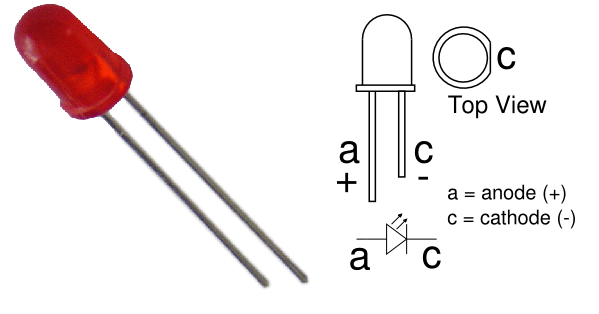 c
Top View
a c
+ -
a = anode (+)
c = cathode (-)
a c